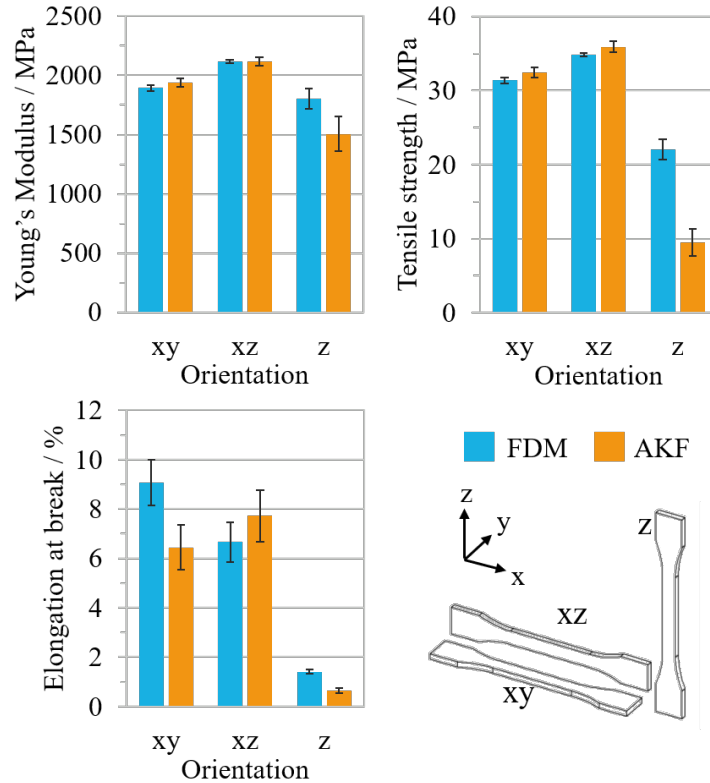 Young's Modulus / MPa
2500
2000
1500
1000
500
0
xy xz z
Orientation
Tensile strength / MPa
40
30
20
10
0
xy xz z
Orientation
Elongation at break / %
12
10
8
6
4
2
0
xy xz z
Orientation
FDM AKF
z
y
x
z
xz
xy